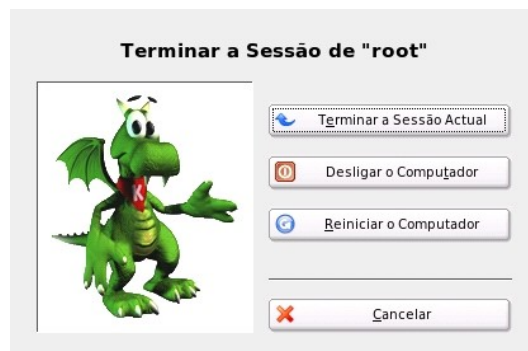 Terminar a Sessão de "root"
Terminar a Sessão Actual
Desligar o Computador
Reiniciar o Computador
Cancelar
K